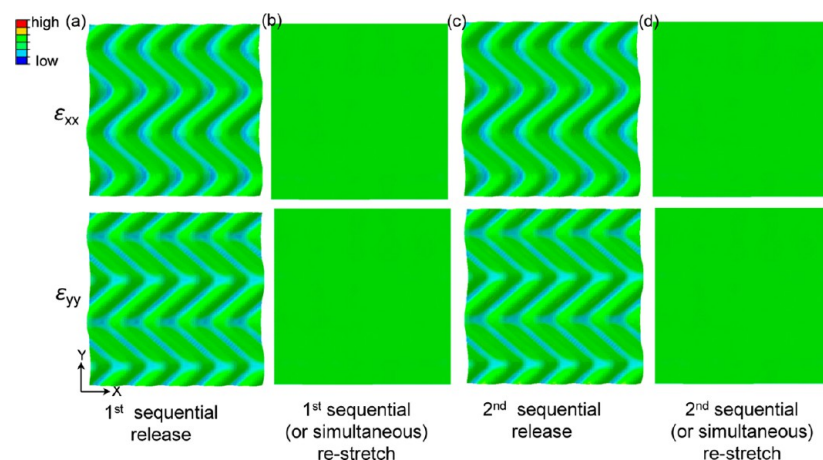 high (a) (b) (c) (d)
low
εxx
εyy
Y
X
1st sequential
release
1st sequential
(or simultaneous)
re-stretch
2nd sequential
release
2nd sequential
(or simultaneous)
re-stretch